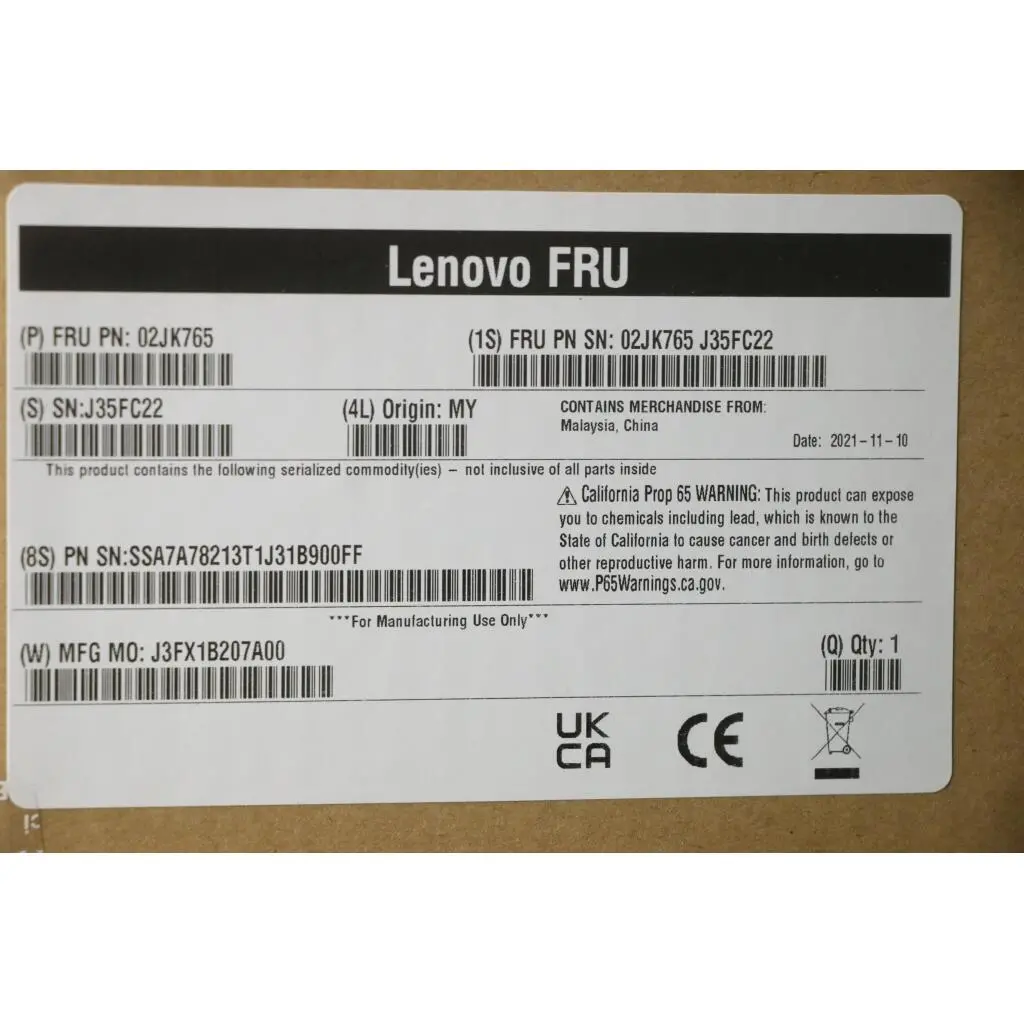 Lenovo FRU
(P) FRU PN: 02JK765
(1S) FRU PN SN: 02JK765 J35FC22
(S) SN:J35FC22
(4L) Origin: MY
CONTAINS MERCHANDISE FROM:
Malaysia, China
Date: 2021-11-10
This product contains the following serialized commodity(ies) – not inclusive of all parts inside
⚠ California Prop 65 WARNING: This product can expose
you to chemicals including lead, which is known to the
State of California to cause cancer and birth defects or
other reproductive harm. For more information, go to
www.P65Warnings.ca.gov.
(8S) PN SN:SSA7A78213T1J31B900FF
***For Manufacturing Use Only***
(W) MFG MO: J3FX1B207A00
(Q) Qty: 1
UK
CA
CE